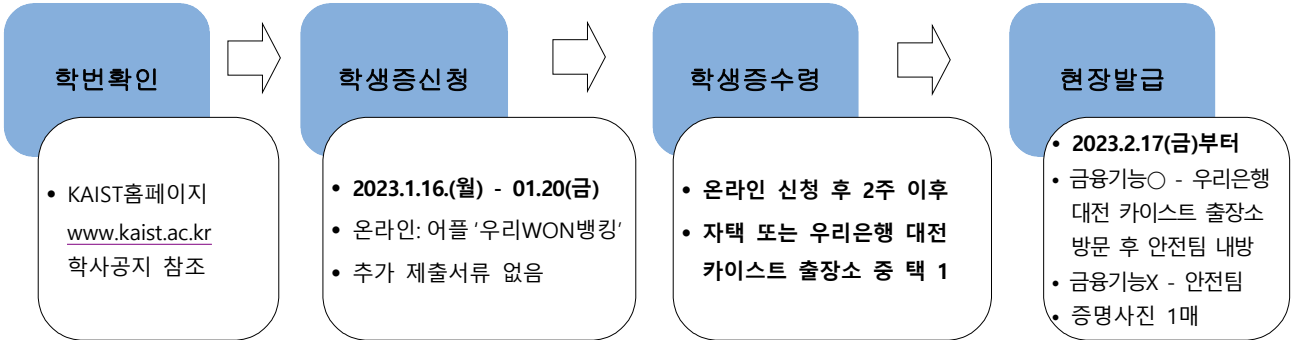 학번확인
• KAIST홈페이지
www.kaist.ac.kr
학사공지 참조
학생증신청
• 2023.1.16.(월) - 01.20(금)
• 온라인: 어플 '우리WON뱅킹'
• 추가 제출서류 없음
학생증수령
• 온라인 신청 후 2주 이후
• 자택 또는 우리은행 대전
카이스트 출장소 중 택 1
현장발급
• 2023.2.17(금)부터
• 금융기능○ - 우리은행
대전 카이스트 출장소
방문 후 안전팀 내방
• 금융기능X - 안전팀
• 증명사진 1매